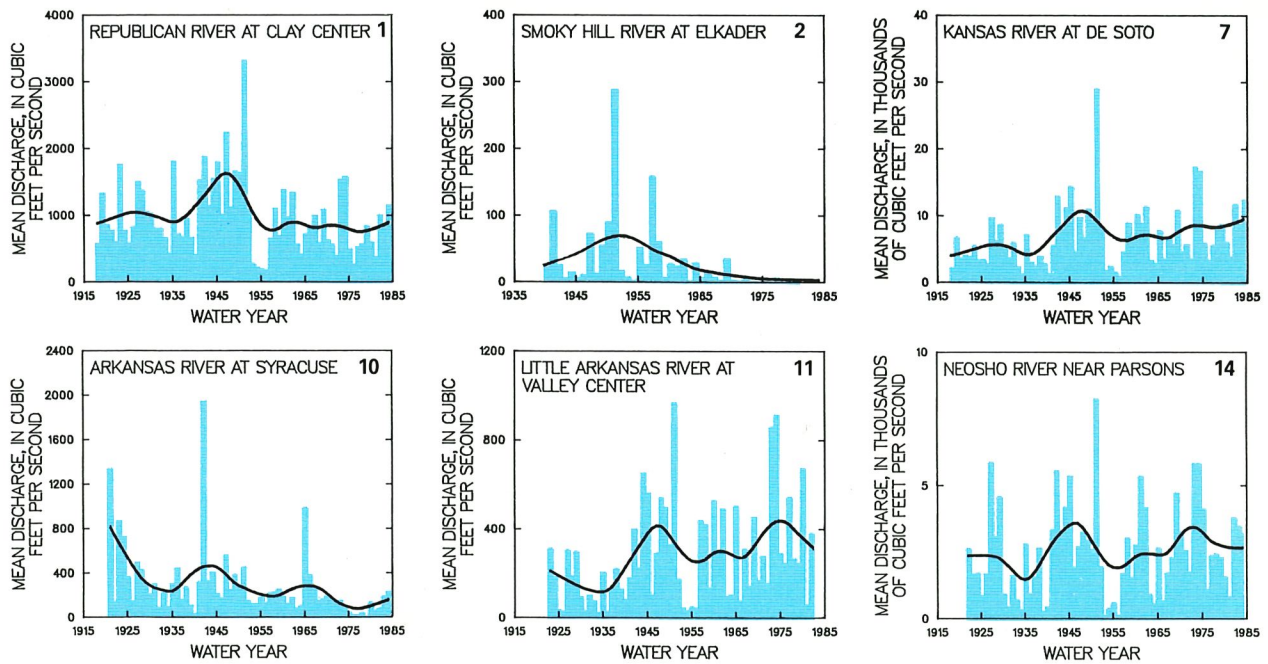 REPUBLICAN RIVER AT CLAY CENTER 1
MEAN DISCHARGE, IN CUBIC
FEET PER SECOND
4000
3000
2000
1000
0
1915 1925 1935 1945 1955 1965 1975 1985
WATER YEAR
SMOKY HILL RIVER AT ELKADER 2
MEAN DISCHARGE, IN CUBIC
FEET PER SECOND
400
300
200
100
0
1935 1945 1955 1965 1975 1985
WATER YEAR
KANSAS RIVER AT DE SOTO 7
MEAN DISCHARGE, IN THOUSANDS
OF CUBIC FEET PER SECOND
40
30
20
10
0
1915 1925 1935 1945 1955 1965 1975 1985
WATER YEAR
ARKANSAS RIVER AT SYRACUSE 10
MEAN DISCHARGE, IN CUBIC
FEET PER SECOND
2400
2000
1600
1200
800
400
0
1915 1925 1935 1945 1955 1965 1975 1985
WATER YEAR
LITTLE ARKANSAS RIVER AT 11
VALLEY CENTER
MEAN DISCHARGE, IN CUBIC
FEET PER SECOND
1200
800
400
0
1915 1925 1935 1945 1955 1965 1975 1985
WATER YEAR
NEOSHO RIVER NEAR PARSONS 14
MEAN DISCHARGE, IN THOUSANDS
OF CUBIC FEET PER SECOND
10
5
0
1915 1925 1935 1945 1955 1965 1975 1985
WATER YEAR